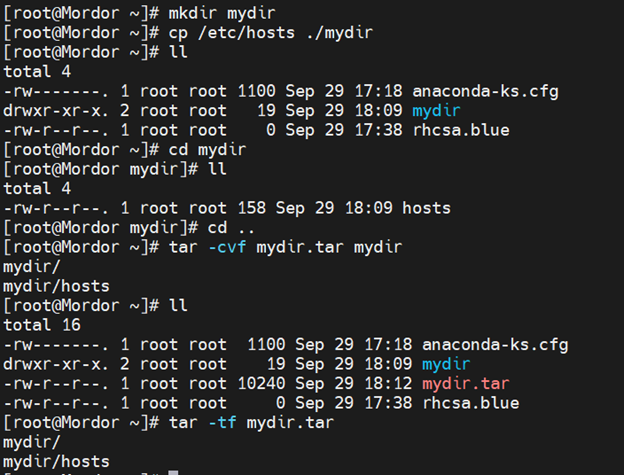 [root@Mordor ~]# mkdir mydir
[root@Mordor ~]# cp /etc/hosts ./mydir
[root@Mordor ~]# ll
total 4
-rw-------. 1 root root 1100 Sep 29 17:18 anaconda-ks.cfg
drwxr-xr-x. 2 root root   19 Sep 29 18:09 mydir
-rw-r--r--. 1 root root    0 Sep 29 17:38 rhcsa.blue
[root@Mordor ~]# cd mydir
[root@Mordor mydir]# ll
total 4
-rw-r--r--. 1 root root 158 Sep 29 18:09 hosts
[root@Mordor mydir]# cd ..
[root@Mordor ~]# tar -cvf mydir.tar mydir
mydir/
mydir/hosts
[root@Mordor ~]# ll
total 16
-rw-------. 1 root root  1100 Sep 29 17:18 anaconda-ks.cfg
drwxr-xr-x. 2 root root    19 Sep 29 18:09 mydir
-rw-r--r--. 1 root root 10240 Sep 29 18:12 mydir.tar
-rw-r--r--. 1 root root     0 Sep 29 17:38 rhcsa.blue
[root@Mordor ~]# tar -tf mydir.tar
mydir/
mydir/hosts